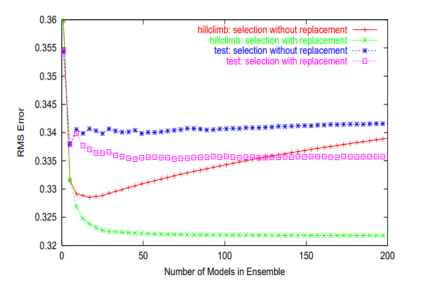 0.36
0.355
0.35
0.345
0.34
0.335
0.33
0.325
0.32
RMS Error
hillclimb: selection without replacement
hillclimb: selection with replacement
test: selection without replacement
test: selection with replacement
0
50
100
150
200
Number of Models in Ensemble